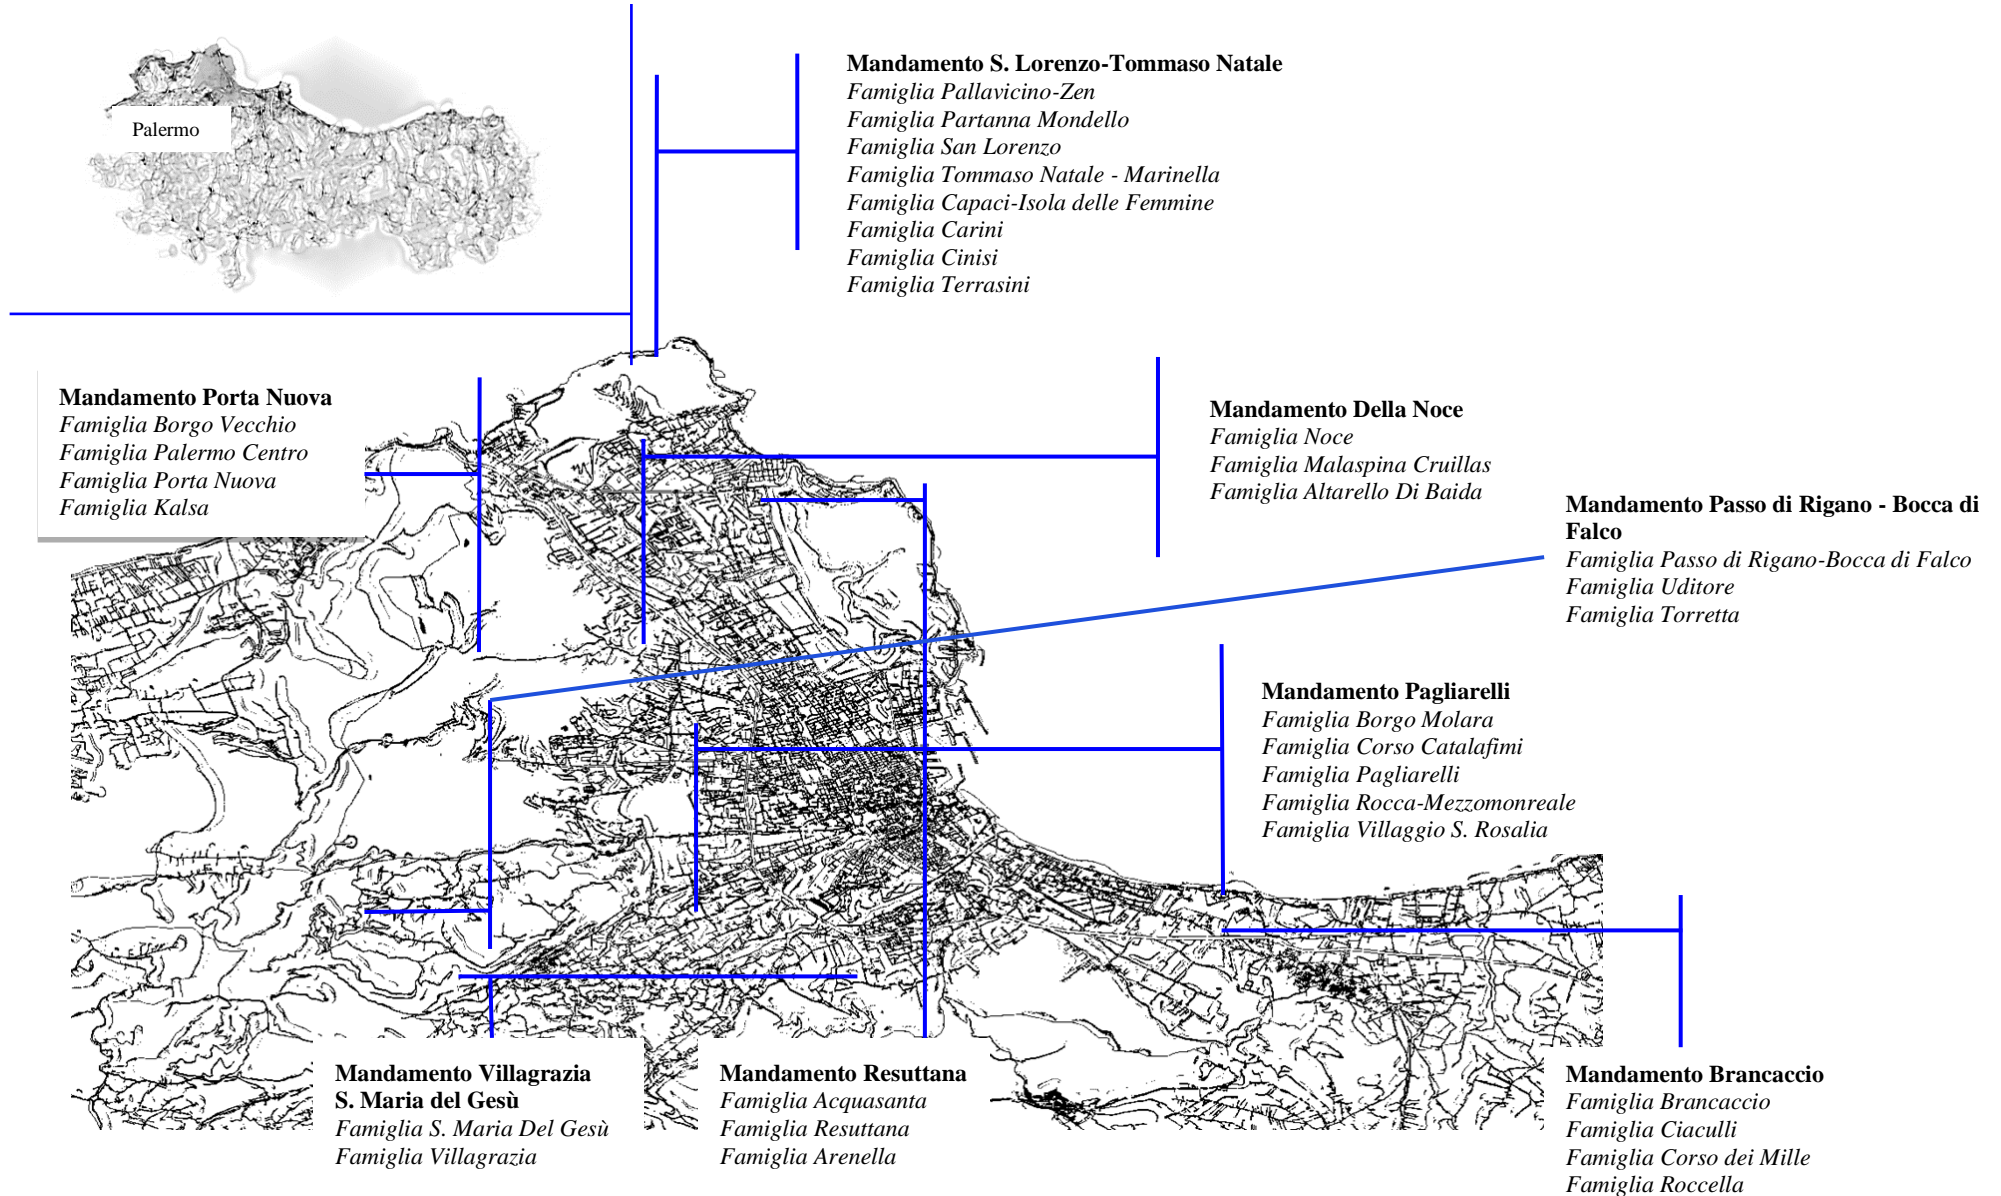 Palermo
Mandamento S. Lorenzo-Tommaso Natale
Famiglia Pallavicino-Zen
Famiglia Partanna Mondello
Famiglia San Lorenzo
Famiglia Tommaso Natale - Marinella
Famiglia Capaci-Isola delle Femmine
Famiglia Carini
Famiglia Cinisi
Famiglia Terrasini
Mandamento Porta Nuova
Famiglia Borgo Vecchio
Famiglia Palermo Centro
Famiglia Porta Nuova
Famiglia Kalsa
Mandamento Della Noce
Famiglia Noce
Famiglia Malaspina Cruillas
Famiglia Altarello Di Baida
Mandamento Passo di Rigano - Bocca di
Falco
Famiglia Passo di Rigano-Bocca di Falco
Famiglia Uditore
Famiglia Torretta
Mandamento Pagliarelli
Famiglia Borgo Molara
Famiglia Corso Catalafimi
Famiglia Pagliarelli
Famiglia Rocca-Mezzomonreale
Famiglia Villaggio S. Rosalia
Mandamento Villagrazia
S. Maria del Gesù
Famiglia S. Maria Del Gesù
Famiglia Villagrazia
Mandamento Resuttana
Famiglia Acquasanta
Famiglia Resuttana
Famiglia Arenella
Mandamento Brancaccio
Famiglia Brancaccio
Famiglia Ciaculli
Famiglia Corso dei Mille
Famiglia Roccella